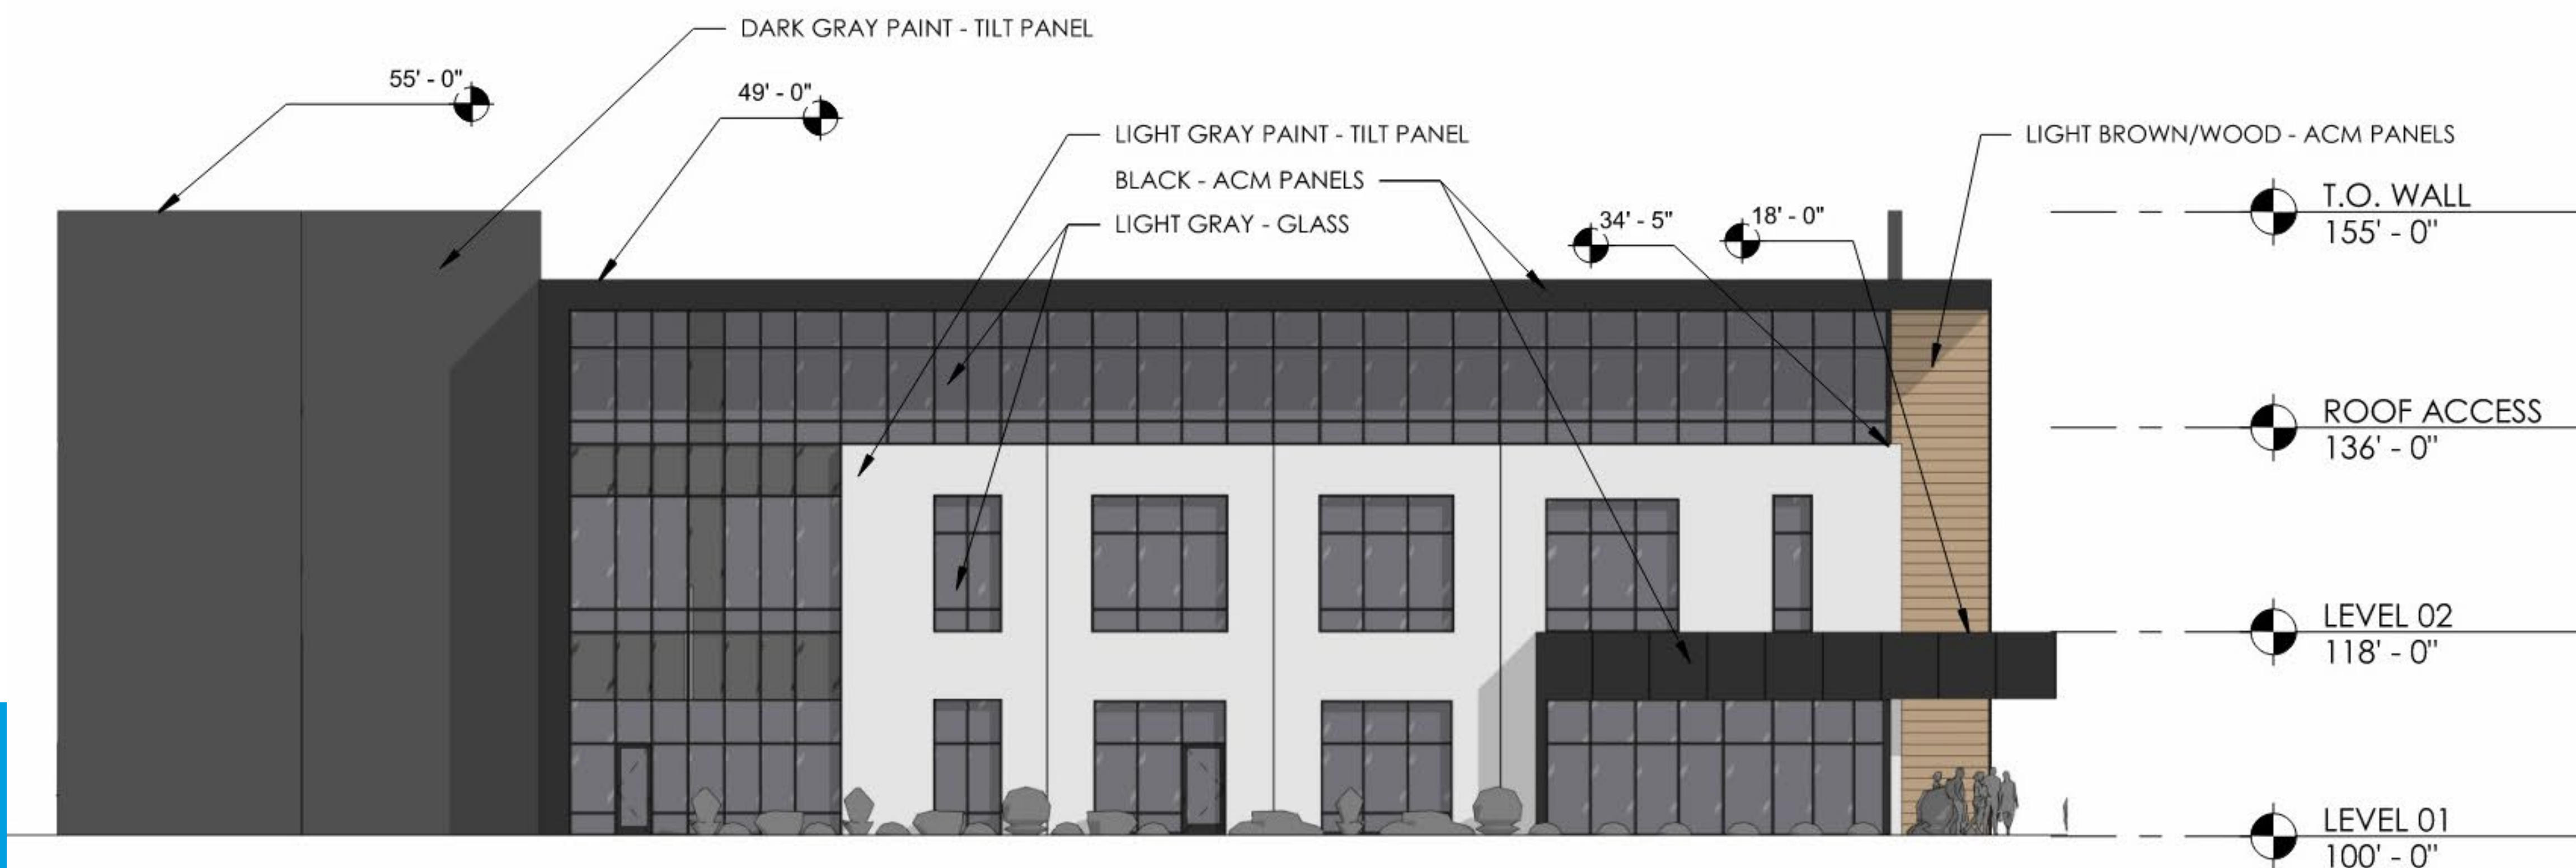 DARK GRAY PAINT - TILT PANEL
55' - 0"
49' - 0"
LIGHT GRAY PAINT - TILT PANEL
BLACK - ACM PANELS
LIGHT GRAY - GLASS
34' - 5"
18' - 0"
LIGHT BROWN/WOOD - ACM PANELS
T.O. WALL
155' - 0"
ROOF ACCESS
136' - 0"
LEVEL 02
118' - 0"
LEVEL 01
100' - 0"